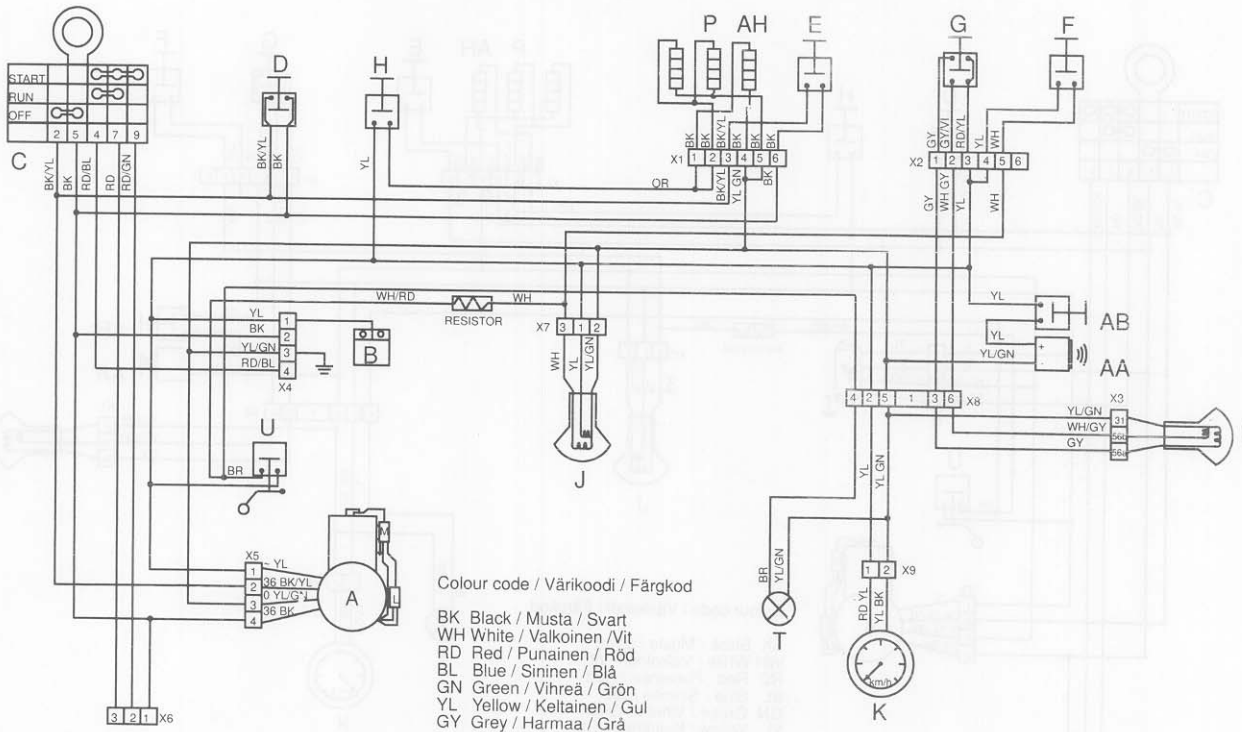 P AH E G F
D H
START
RUN
OFF
2 5 4 7 9
C
BK/YL BK RD/BL RD RD/GN
BK/YL BK
YL
BK BK BK/YL BK BK BK
X1 1 2 3 4 5 6
OR BK/YL YL GN BK
GY GY/VI RD/YL YL WH
X2 1 2 3 4 5 6
GY WH GY YL WH
WH/RD WH
RESISTOR
YL 1
BK 2
YL/GN 3
RD/BL 4
X4
B
X7 3 1 2
WH YL YL/GN
J
YL
AB
YL
YL/GN + -
AA
4 2 5 1 3 6 X8
X3
YL/GN 31
WH/GY 56b
GY 56a
U
BR
YL YL GN
X5
1 ~ YL
2 36 BK/YL
3 0 YL/G*I
4 36 BK
A M L
BR YL/GN
T
1 2 X9
RD YL YL BK
km/h
K
3 2 1 X6
Colour code / Värikoodi / Färgkod
BK Black / Musta / Svart
WH White / Valkoinen /Vit
RD Red / Punainen / Röd
BL Blue / Sininen / Blå
GN Green / Vihreä / Grön
YL Yellow / Keltainen / Gul
GY Grey / Harmaa / Grå